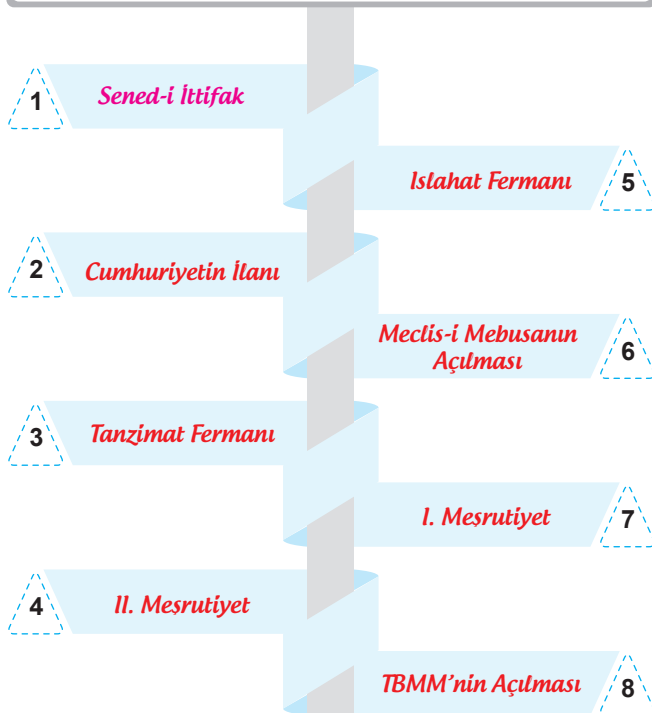 1 Sened-i İttifak
Islahat Fermanı 5
2 Cumhuriyetin İlanı
Meclis-i Mebusanın
Açılması 6
3 Tanzimat Fermanı
I. Meşrutiyet 7
4 II. Meşrutiyet
TBMM'nin Açılması 8